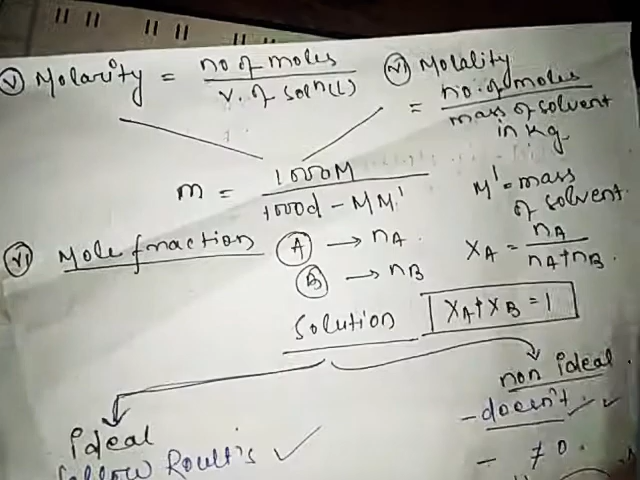 (v) Molarity = no of moles / V. of solⁿ(L)
(vi) Molality = no. of moles / mass of solvent in kg
m = 1000M / 1000d - MM'
M' = mass of solvent.
(vi) Mole fraction (A) → nA.
(B) → nB
XA = nA / nA+nB.
Solution
XA+XB = 1
ideal
follow Roult's ✓
non ideal.
- doesn't ✓ ✓
- ≠ 0.